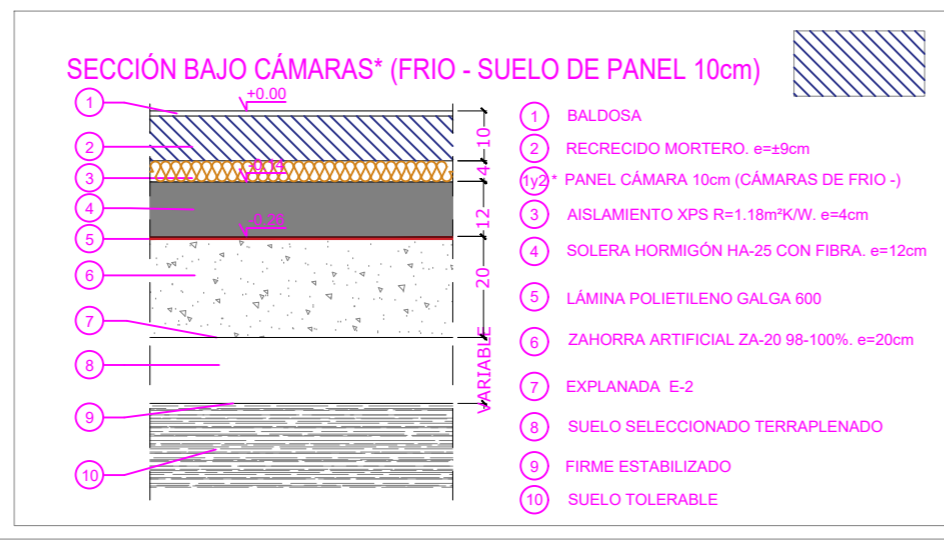 SECCIÓN BAJO CÁMARAS* (FRIO - SUELO DE PANEL 10cm)
+0.00
1
2
-0.14
3
4
-0.26
5
6
7
8
9
10
10
4
12
20
VARIABLE
1 BALDOSA
2 RECRECIDO MORTERO. e=±9cm
1y2* PANEL CÁMARA 10cm (CÁMARAS DE FRIO -)
3 AISLAMIENTO XPS R=1.18m²K/W. e=4cm
4 SOLERA HORMIGÓN HA-25 CON FIBRA. e=12cm
5 LÁMINA POLIETILENO GALGA 600
6 ZAHORRA ARTIFICIAL ZA-20 98-100%. e=20cm
7 EXPLANADA E-2
8 SUELO SELECCIONADO TERRAPLENADO
9 FIRME ESTABILIZADO
10 SUELO TOLERABLE